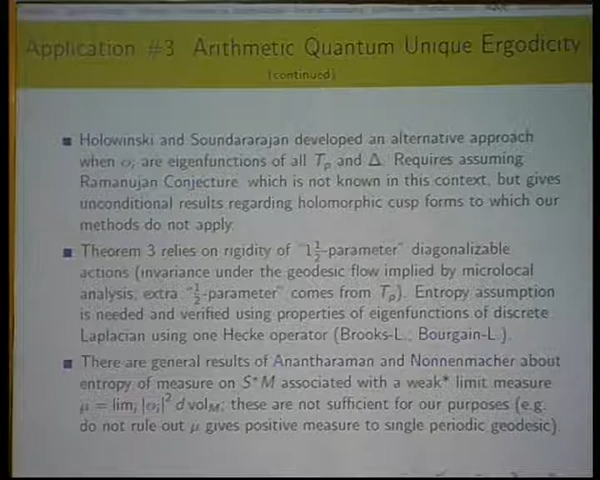 Application #3 Arithmetic Quantum Unique Ergodicity
(continued)
■ Holowinski and Soundararajan developed an alternative approach
when ϕᵢ are eigenfunctions of all Tₚ and Δ. Requires assuming
Ramanujan Conjecture, which is not known in this context, but gives
unconditional results regarding holomorphic cusp forms to which our
methods do not apply.
■ Theorem 3 relies on rigidity of "1½-parameter" diagonalizable
actions (invariance under the geodesic flow implied by microlocal
analysis; extra "½-parameter" comes from Tₚ). Entropy assumption
is needed and verified using properties of eigenfunctions of discrete
Laplacian using one Hecke operator (Brooks-L.; Bourgain-L.).
■ There are general results of Anantharaman and Nonnenmacher about
entropy of measure on S*M associated with a weak* limit measure
μ = limᵢ |ϕᵢ|² d vol_M; these are not sufficient for our purposes (e.g.
do not rule out μ gives positive measure to single periodic geodesic).